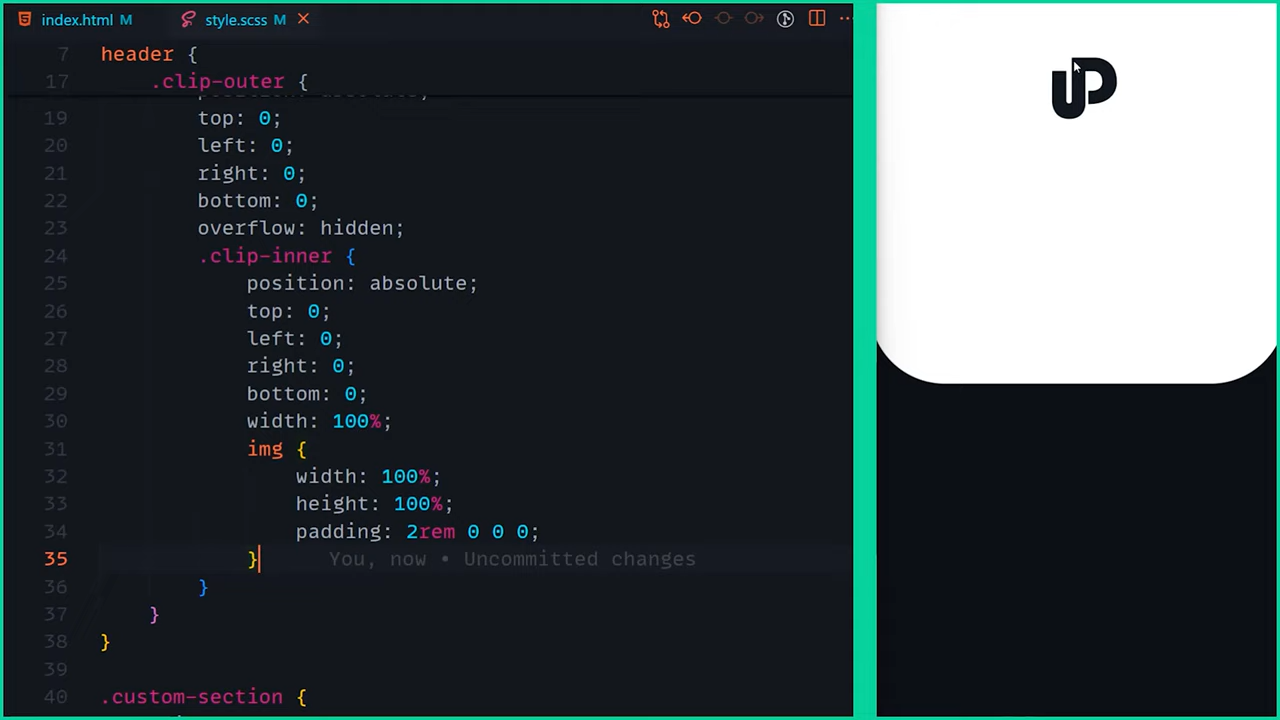 index.html M
style.scss M
7 header {
17 .clip-outer {
19 top: 0;
20 left: 0;
21 right: 0;
22 bottom: 0;
23 overflow: hidden;
24 .clip-inner {
25 position: absolute;
26 top: 0;
27 left: 0;
28 right: 0;
29 bottom: 0;
30 width: 100%;
31 img {
32 width: 100%;
33 height: 100%;
34 padding: 2rem 0 0 0;
35 } You, now • Uncommitted changes
36 }
37 }
38 }
39
40 .custom-section {
UP